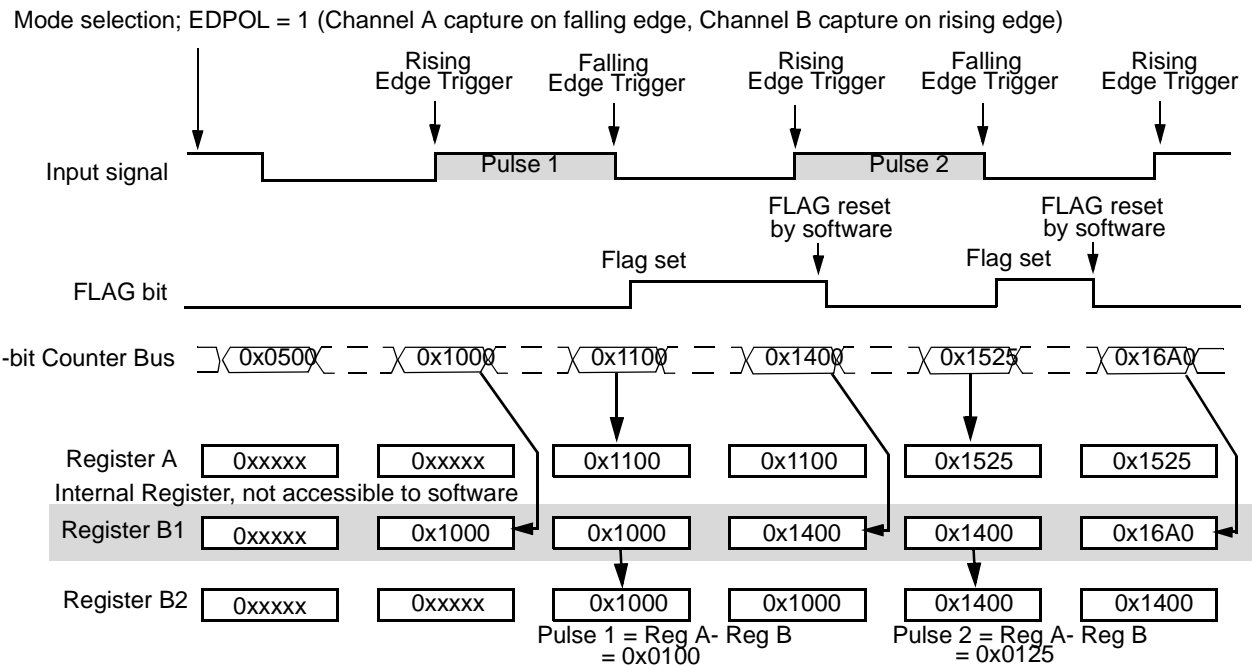 Mode selection; EDPOL = 1 (Channel A capture on falling edge, Channel B capture on rising edge)
Rising
Edge Trigger
Falling
Edge Trigger
Rising
Edge Trigger
Falling
Edge Trigger
Rising
Edge Trigger
Input signal
Pulse 1
Pulse 2
FLAG reset
by software
FLAG reset
by software
Flag set
Flag set
FLAG bit
-bit Counter Bus
0x0500
0x1000
0x1100
0x1400
0x1525
0x16A0
Register A
0xxxxx
0xxxxx
0x1100
0x1100
0x1525
0x1525
Internal Register, not accessible to software
Register B1
0xxxxx
0x1000
0x1000
0x1400
0x1400
0x16A0
Register B2
0xxxxx
0xxxxx
0x1000
0x1000
0x1400
0x1400
Pulse 1 = Reg A- Reg B
= 0x0100
Pulse 2 = Reg A- Reg B
= 0x0125